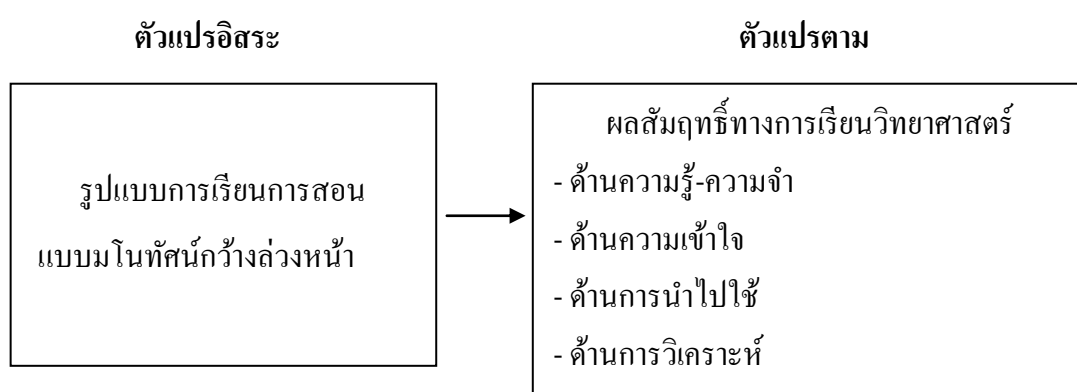 ตัวแปรอิสระ
ตัวแปรตาม
รูปแบบการเรียนการสอน
แบบมโนทัศน์กว้างล่วงหน้า
ผลสัมฤทธิ์ทางการเรียนวิทยาศาสตร์
- ด้านความรู้-ความจำ
- ด้านความเข้าใจ
- ด้านการนำไปใช้
- ด้านการวิเคราะห์